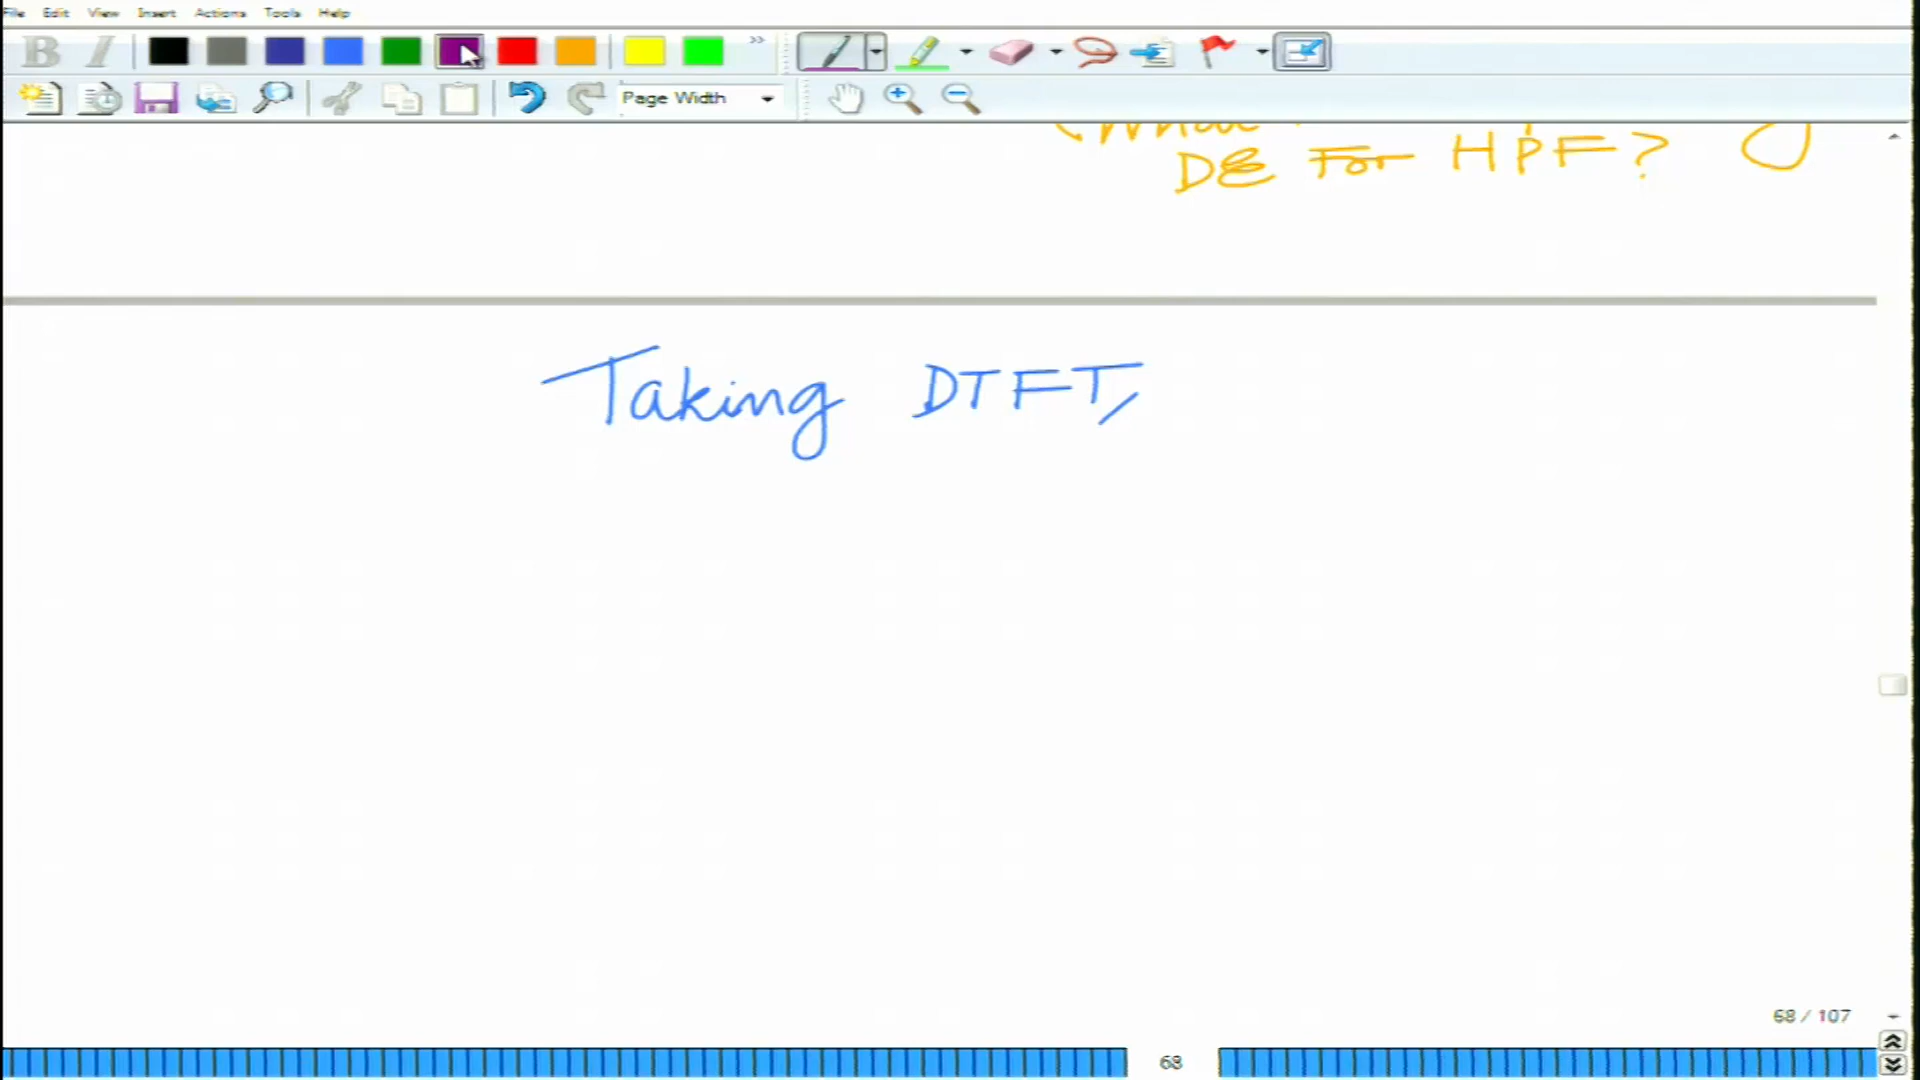 File Edit View Insert Actions Tools Help
B I
Page Width
DE For HPF?
Taking DTFT,
68 / 107
68